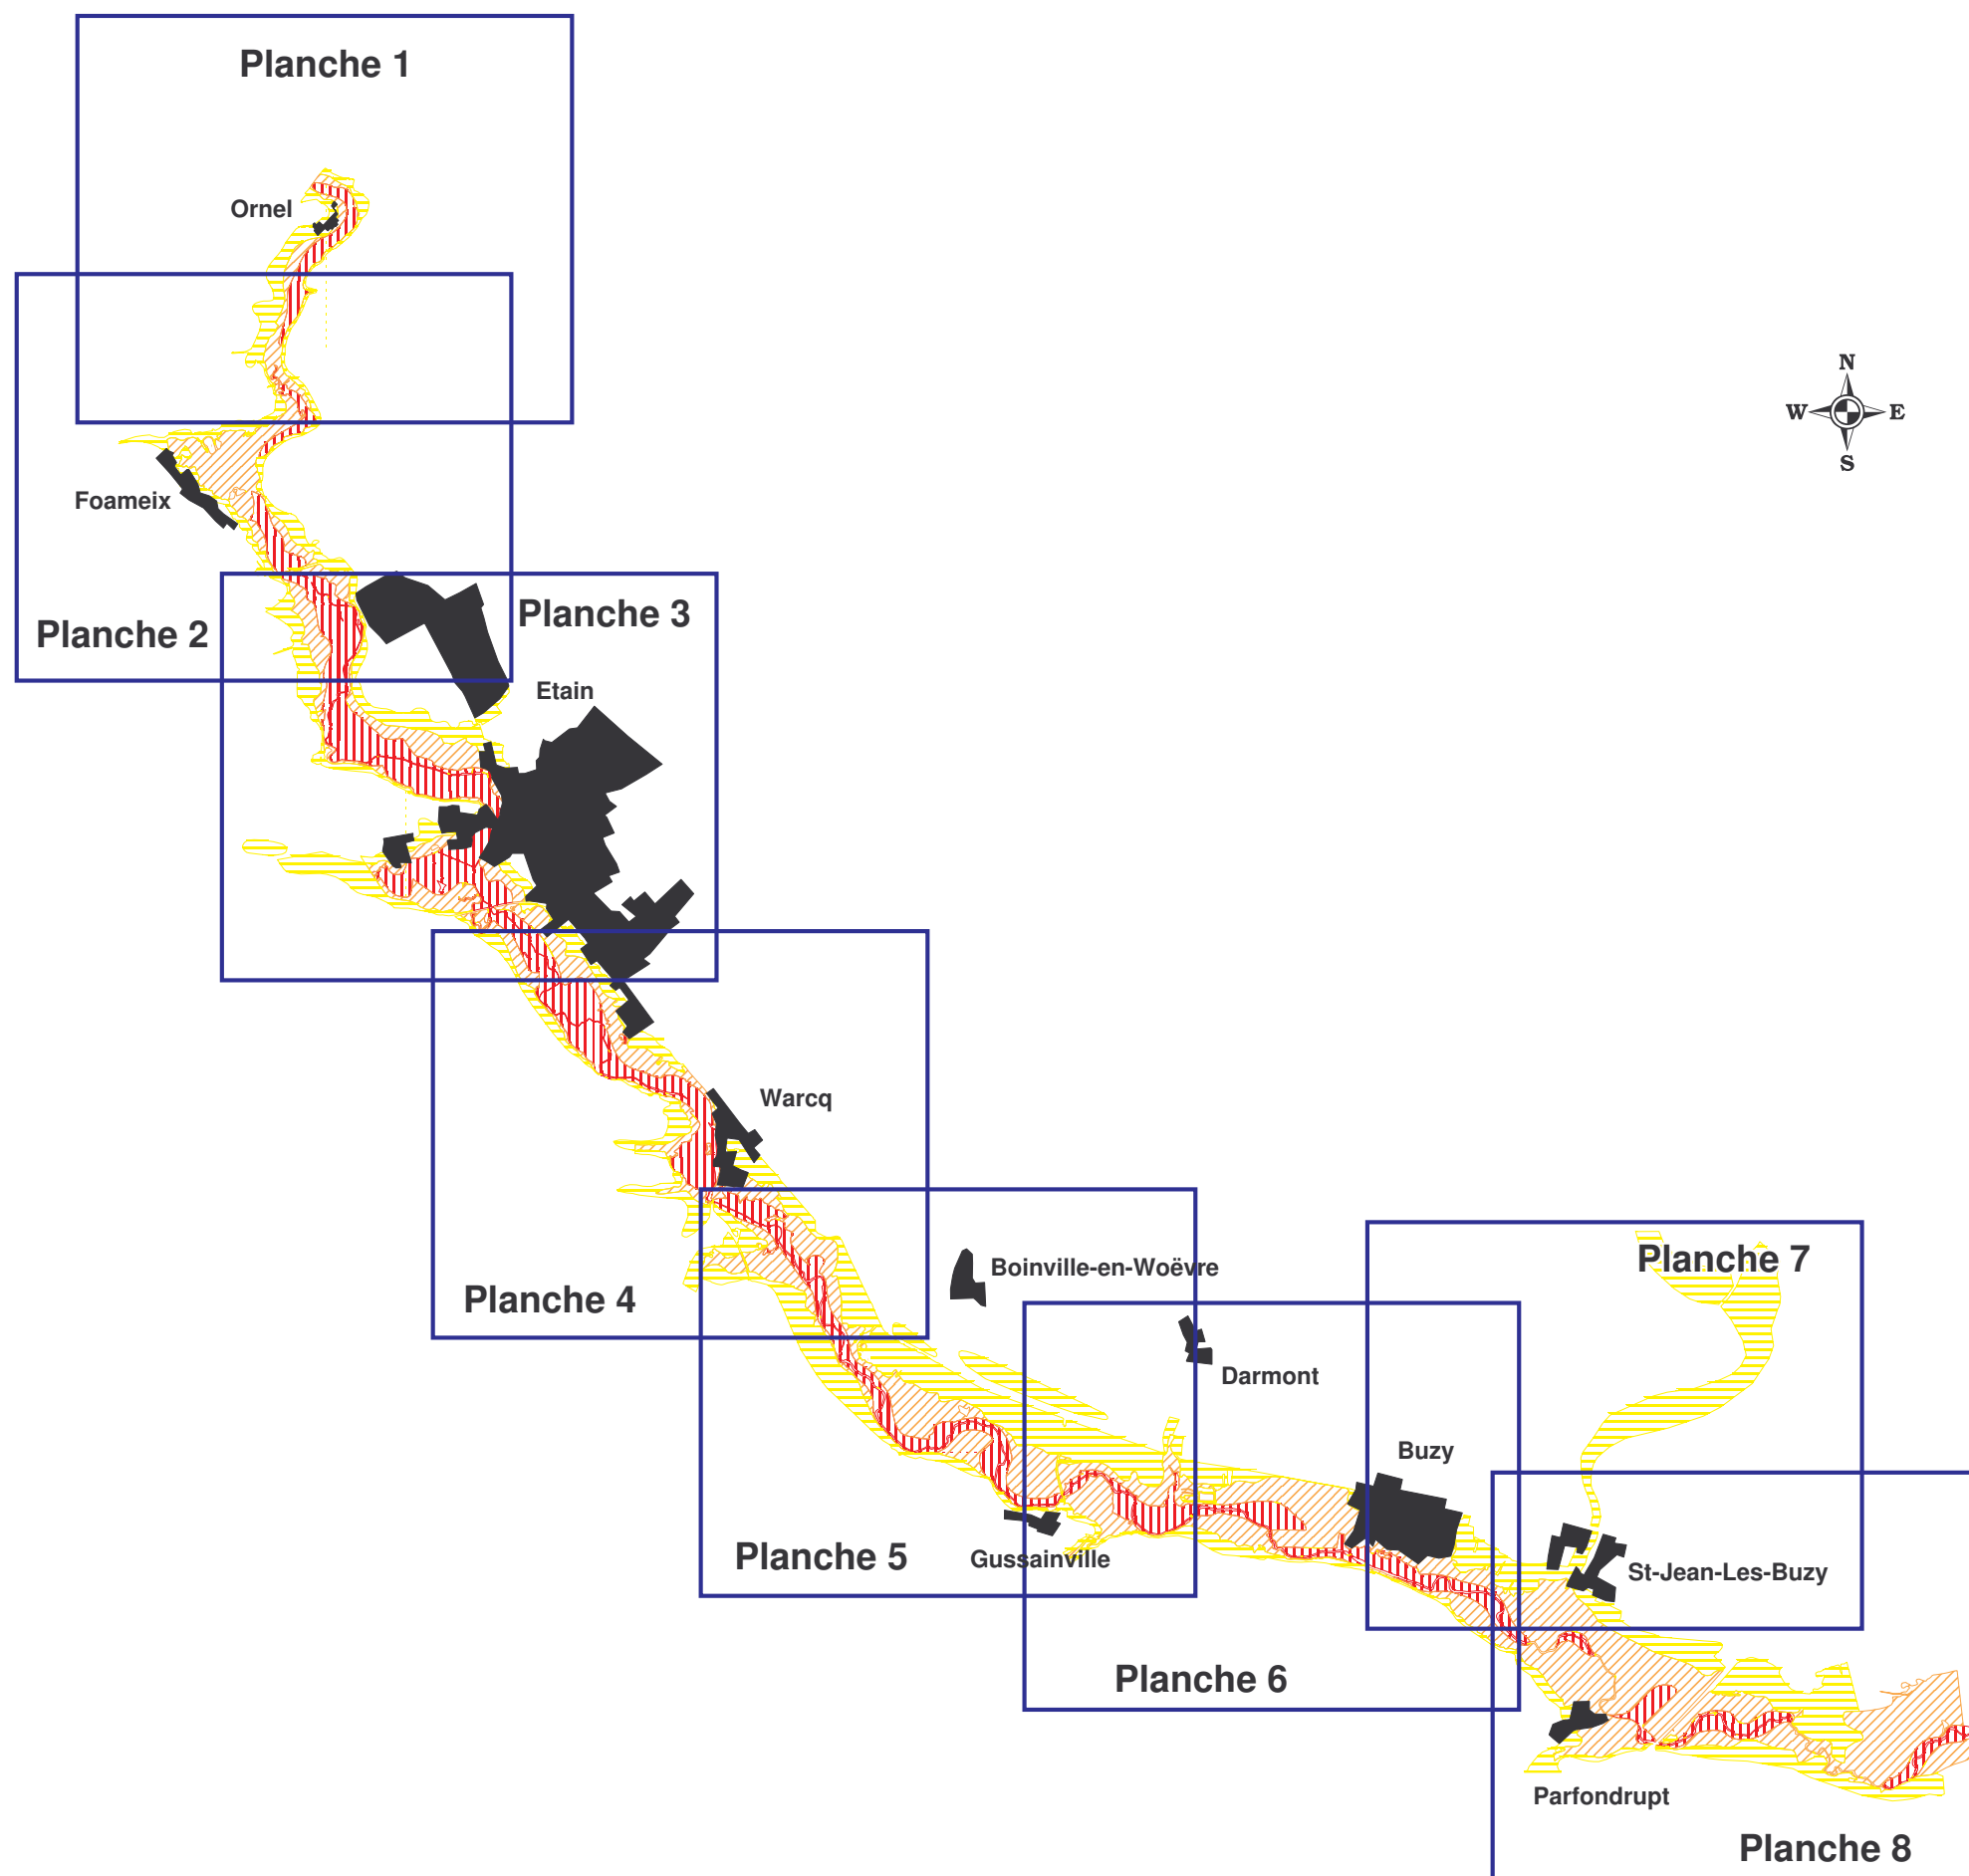 Planche 1
Ornel
N
W E
S
Foameix
Planche 3
Planche 2
Etain
Warcq
Planche 7
Boinville-en-Woëvre
Planche 4
Darmont
Buzy
Planche 5
Gussainville
St-Jean-Les-Buzy
Planche 6
Parfondrupt
Planche 8